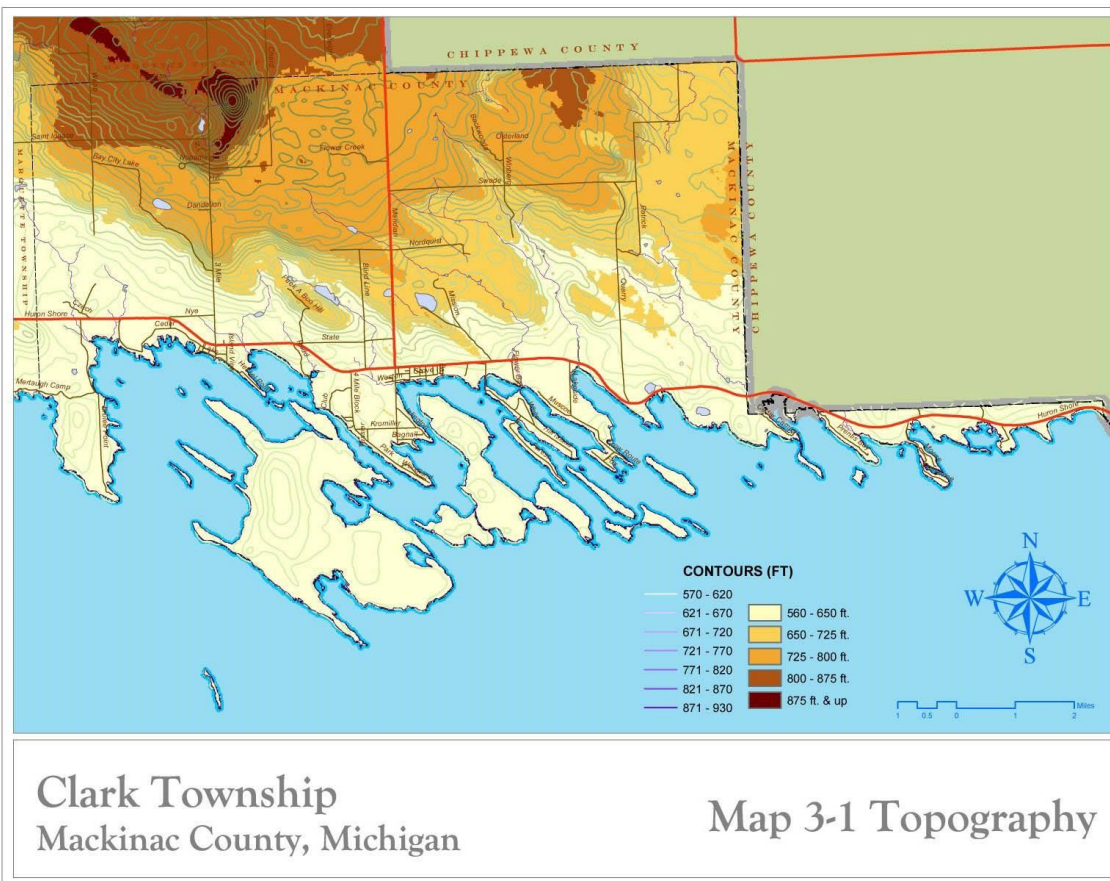 CHIPPEWA COUNTY
MACKINAC COUNTY
Saint Ignace
Bay City Lake
Flower Creek
Osterland
Swede
Dandelion
MARQUETTE TOWNSHIP
MACKINAC COUNTY
CHIPPEWA COUNTY
Meridian
Nordquist
3 Mile
Blind Line
Mission
Quarry
Peek A Boo Hill
Huron Shore
Nye
Cedar
State
Mertaugh Camp
4 Mile Block
Kromiller
Park
Huron Shore
N
W
E
S
CONTOURS (FT)
570 - 620
621 - 670
671 - 720
721 - 770
771 - 820
821 - 870
871 - 930
560 - 650 ft.
650 - 725 ft.
725 - 800 ft.
800 - 875 ft.
875 ft. & up
Miles
1 0.5 0 1 2
Clark Township
Mackinac County, Michigan
Map 3-1 Topography